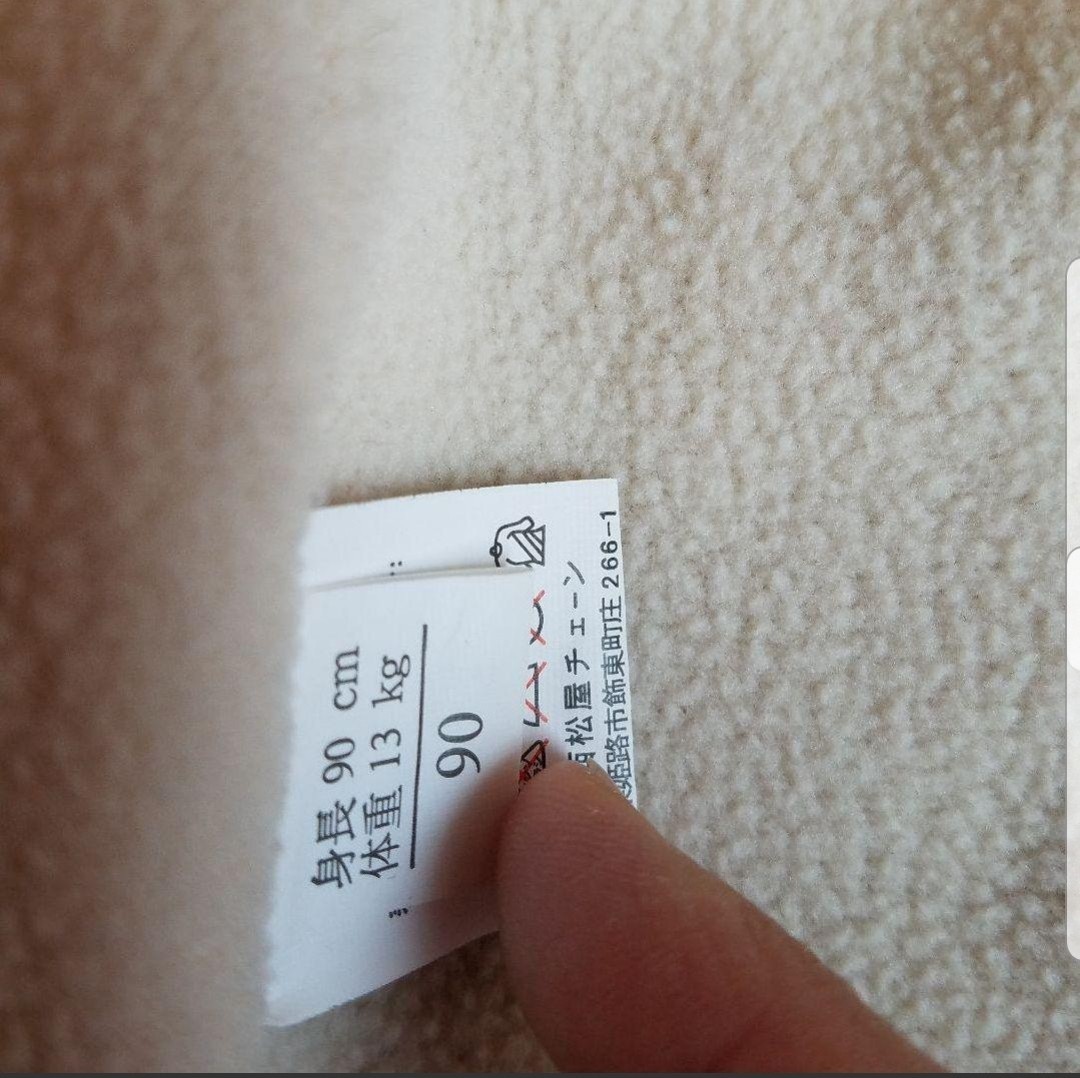 身長 90 cm
体重 13 kg
90
西松屋チェーン
姫路市飾東町庄 266-1